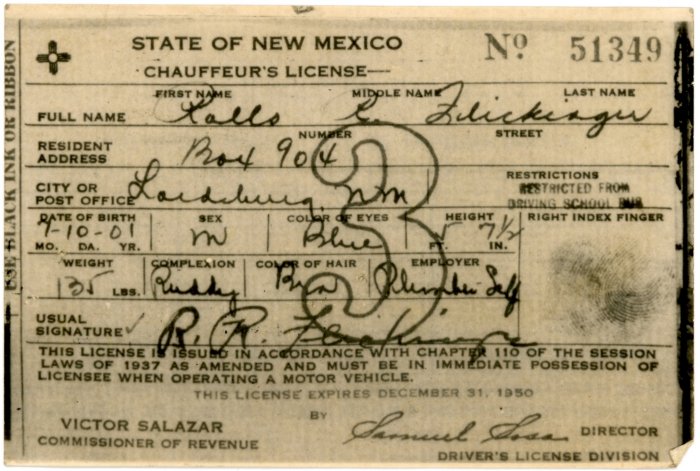 STATE OF NEW MEXICO
Nº 51349
CHAUFFEUR'S LICENSE—
FIRST NAME MIDDLE NAME LAST NAME
FULL NAME Rolls R. Flickinger
NUMBER STREET
RESIDENT ADDRESS Box 904
CITY OR POST OFFICE Lordsburg, NM
RESTRICTIONS
RESTRICTED FROM
DRIVING SCHOOL BUS
DATE OF BIRTH SEX COLOR OF EYES HEIGHT RIGHT INDEX FINGER
7-10-01 M Blue 5 7½
MO. DA. YR. FT. IN.
WEIGHT COMPLEXION COLOR OF HAIR EMPLOYER
135 LBS. Ruddy Brn Plumber Self
USUAL SIGNATURE R. R. Flickinger
THIS LICENSE IS ISSUED IN ACCORDANCE WITH CHAPTER 110 OF THE SESSION
LAWS OF 1937 AS AMENDED AND MUST BE IN IMMEDIATE POSSESSION OF
LICENSEE WHEN OPERATING A MOTOR VEHICLE.
THIS LICENSE EXPIRES DECEMBER 31, 1950
BY
VICTOR SALAZAR
COMMISSIONER OF REVENUE
Samuel Sosa DIRECTOR
DRIVER'S LICENSE DIVISION
USE BLACK INK OR RIBBON
3